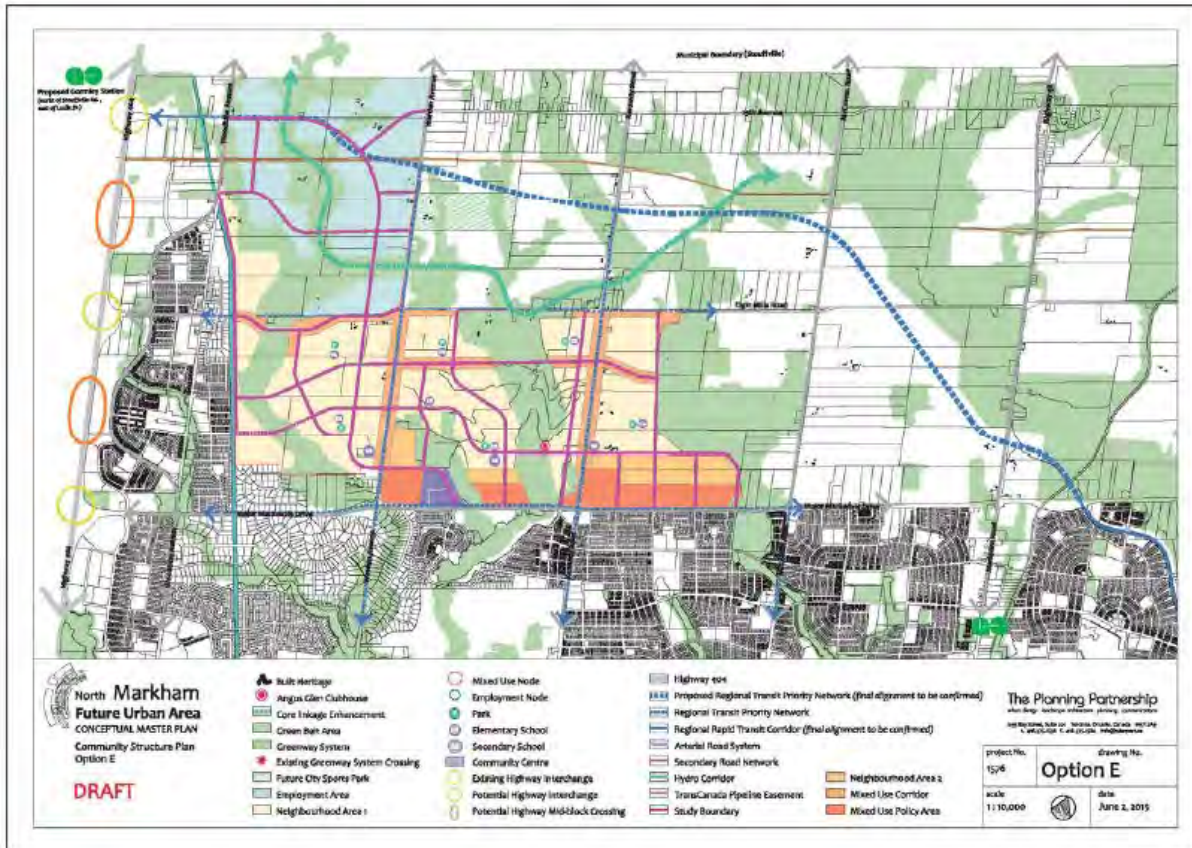 Municipal Boundary (Stouffville)
Proposed Gormley Station
Elgin Mills Road
North Markham
Future Urban Area
CONCEPTUAL MASTER PLAN
Community Structure Plan
Option E
DRAFT
Built Heritage
Angus Glen Clubhouse
Core Linkage Enhancement
Green Belt Area
Greenway System
Existing Greenway System Crossing
Future City Sports Park
Employment Area
Neighbourhood Area 1
Mixed Use Node
Employment Node
Park
Elementary School
Secondary School
Community Centre
Existing Highway Interchange
Potential Highway Interchange
Potential Highway Mid-block Crossing
Highway 404
Proposed Regional Transit Priority Network (final alignment to be confirmed)
Regional Transit Priority Network
Regional Rapid Transit Corridor (final alignment to be confirmed)
Arterial Road System
Secondary Road Network
Hydro Corridor
TransCanada Pipeline Easement
Study Boundary
Neighbourhood Area 2
Mixed Use Corridor
Mixed Use Policy Area
The Planning Partnership
project No.
1576
drawing No.
Option E
scale
1:10,000
date
June 2, 2015